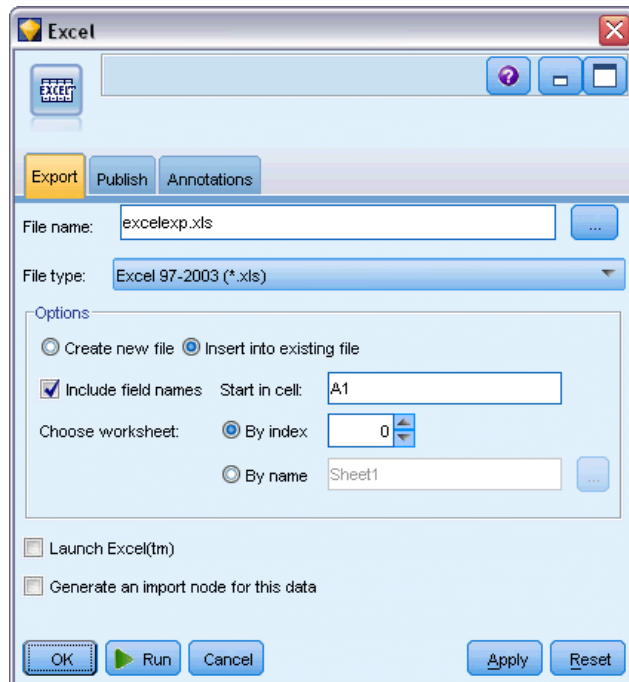 Excel
EXCEL
?
Export Publish Annotations
File name: excelexp.xls ...
File type: Excel 97-2003 (*.xls)
Options
Create new file Insert into existing file
Include field names Start in cell: A1
Choose worksheet: By index 0
By name Sheet1 ...
Launch Excel(tm)
Generate an import node for this data
OK Run Cancel Apply Reset